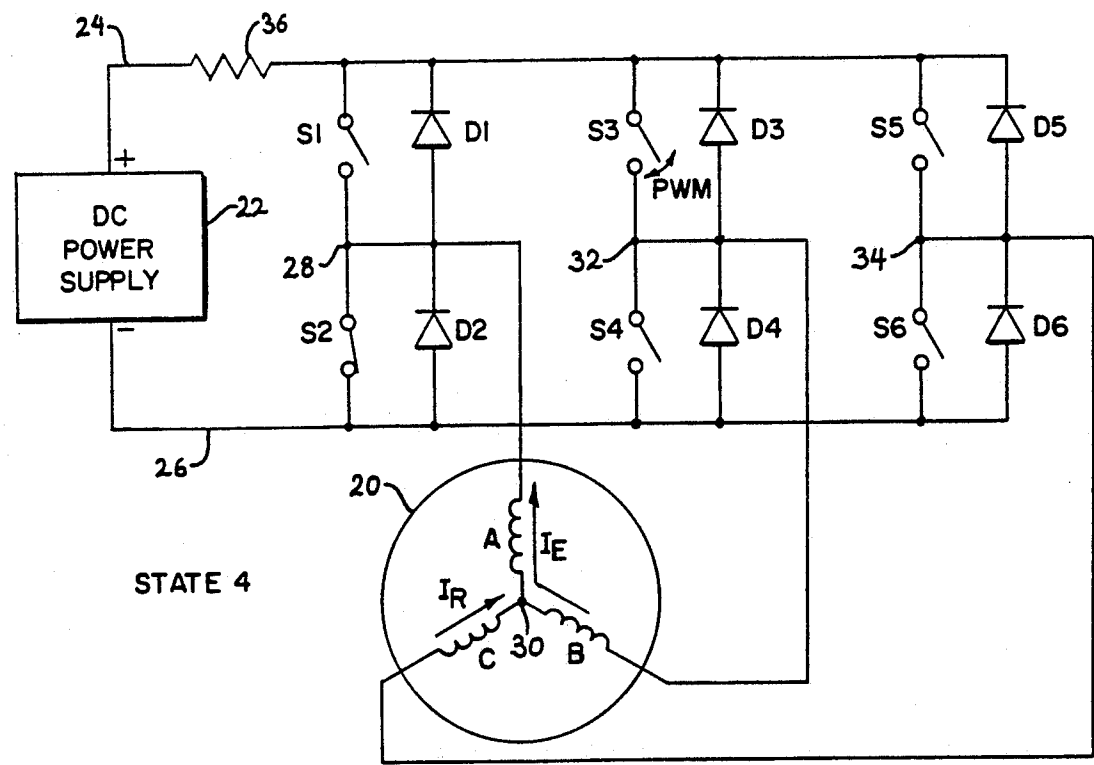 24
36
S1
D1
S3
D3
S5
D5
+
PWM
DC
POWER
SUPPLY
22
28
32
34
−
S2
D2
S4
D4
S6
D6
26
20
A
IE
STATE 4
IR
30
C
B